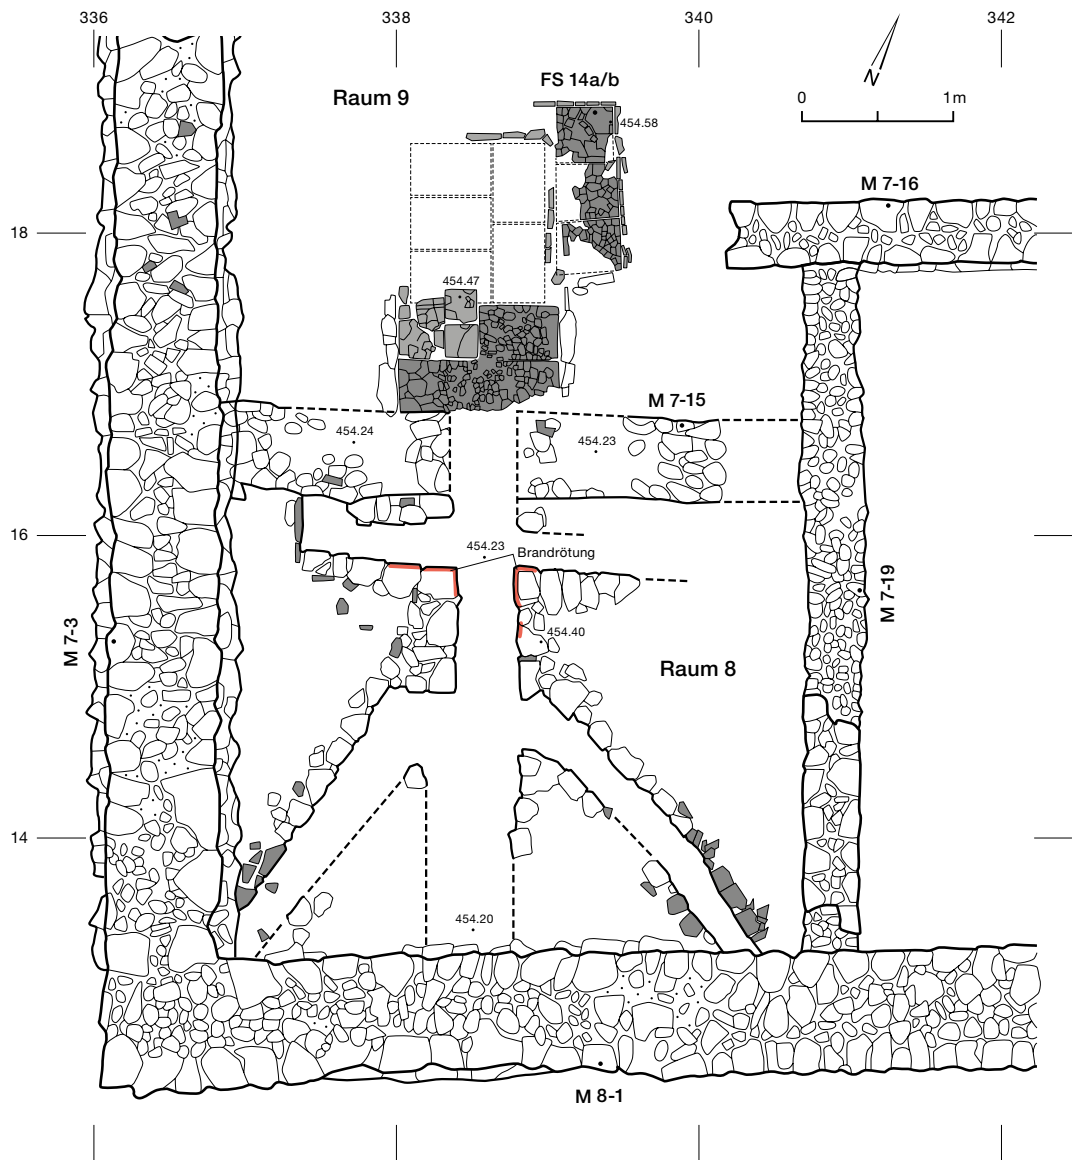 336
338
340
342
N
0
1m
Raum 9
FS 14a/b
454.58
M 7-16
18
454.47
M 7-15
454.24
454.23
16
454.23
Brandrötung
M 7-19
M 7-3
454.40
Raum 8
14
454.20
M 8-1